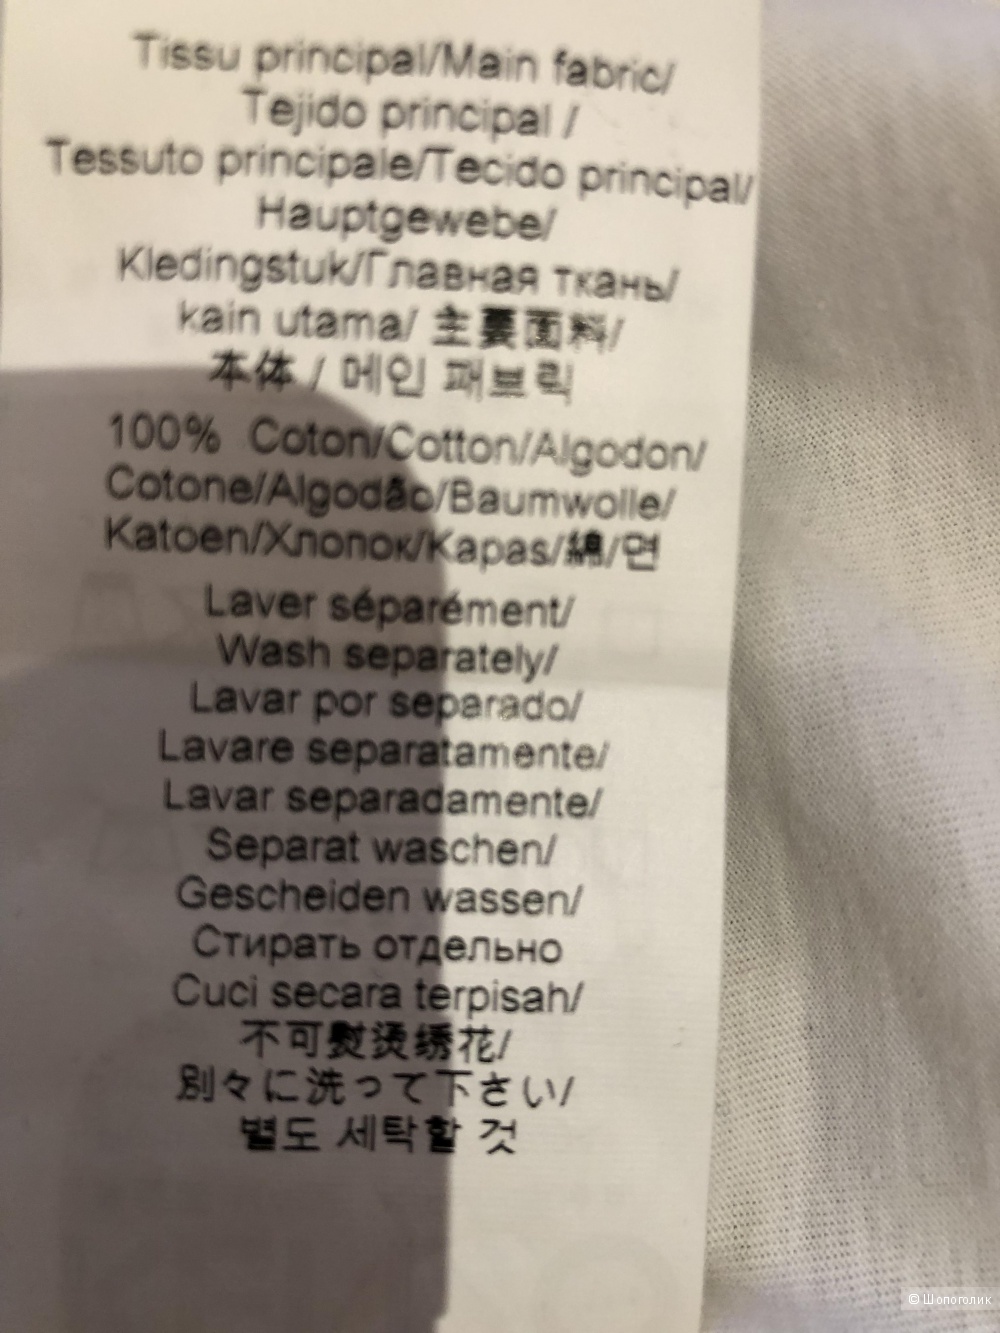 Tissu principal/Main fabric/
Tejido principal /
Tessuto principale/Tecido principal/
Hauptgewebe/
Kledingstuk/Главная ткань/
kain utama/ 主要面料/
本体 / 메인 패브릭
100% Coton/Cotton/Algodon/
Cotone/Algodão/Baumwolle/
Katoen/Хлопок/Kapas/綿/면
Laver séparément/
Wash separately/
Lavar por separado/
Lavare separatamente/
Lavar separadamente/
Separat waschen/
Gescheiden wassen/
Стирать отдельно
Cuci secara terpisah/
不可熨烫绣花/
別々に洗って下さい/
별도 세탁할 것
© Шопоголик